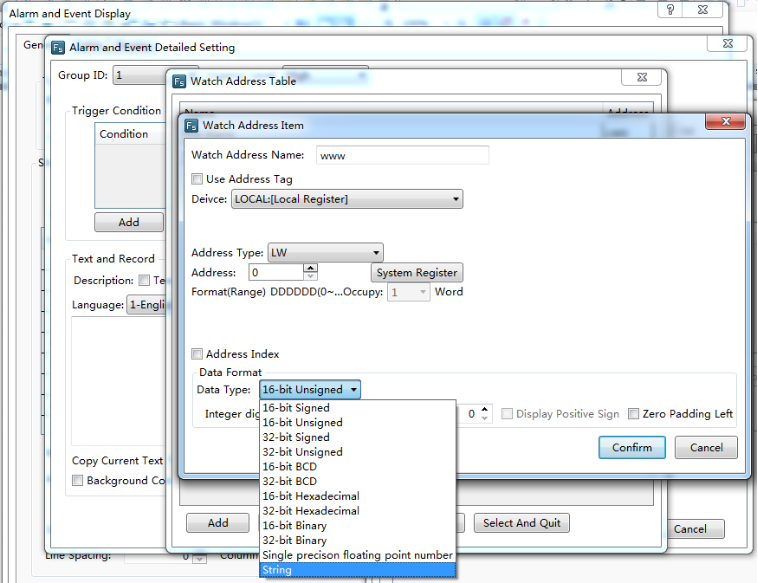 Alarm and Event Display
Alarm and Event Detailed Setting
Group ID: 1
Watch Address Table
Trigger Condition
Condition
Add
Text and Record
Description:
Language: 1-Engli
Copy Current Text
Background Co
Line Spacing: 0 Column
Watch Address Item
Watch Address Name: www
Use Address Tag
Deivce: LOCAL:[Local Register]
Address Type: LW
Address: 0 System Register
Format(Range) DDDDDD(0~...Occupy: 1 Word
Address Index
Data Format
Data Type: 16-bit Unsigned
Integer dig 0 Display Positive Sign Zero Padding Left
16-bit Signed
16-bit Unsigned
32-bit Signed
32-bit Unsigned
16-bit BCD
32-bit BCD
16-bit Hexadecimal
32-bit Hexadecimal
16-bit Binary
32-bit Binary
Single precison floating point number
String
Confirm Cancel
Add Select And Quit
Cancel